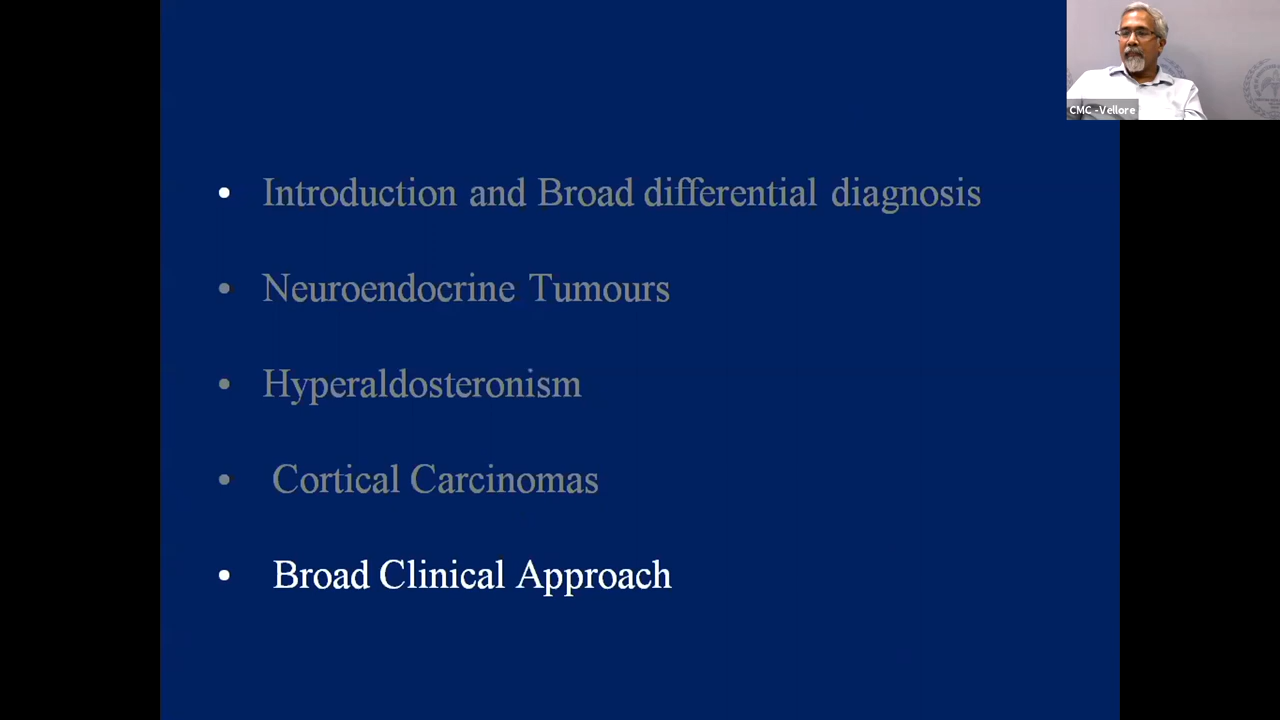 CMC -Vellore
• Introduction and Broad differential diagnosis
• Neuroendocrine Tumours
• Hyperaldosteronism
• Cortical Carcinomas
• Broad Clinical Approach